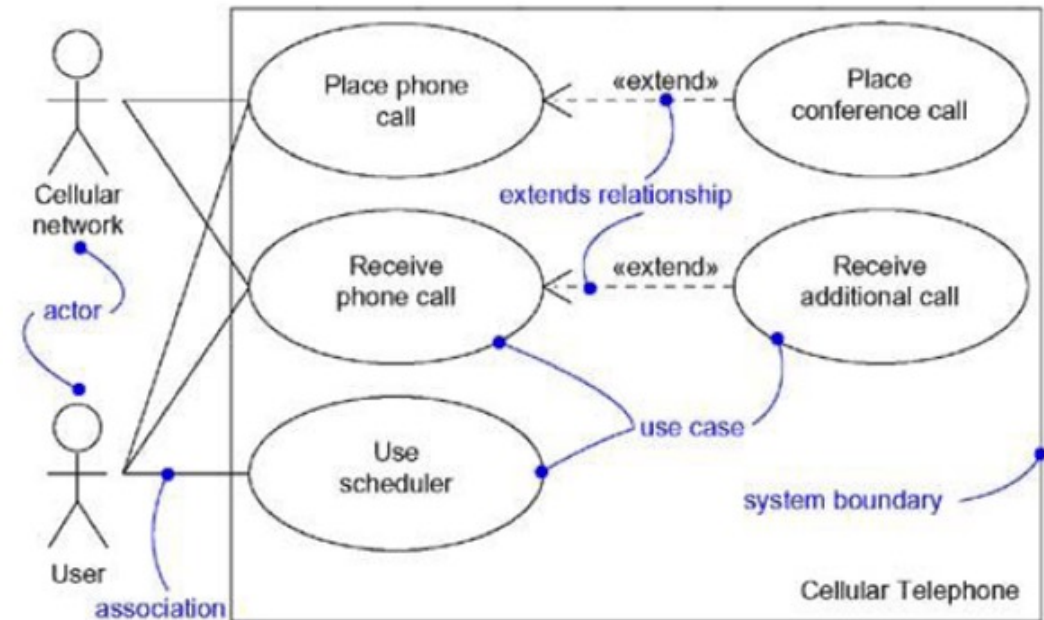 Place phone
call
«extend»
Place
conference call
Cellular
network
extends relationship
Receive
phone call
«extend»
Receive
additional call
actor
use case
Use
scheduler
system boundary
User
association
Cellular Telephone